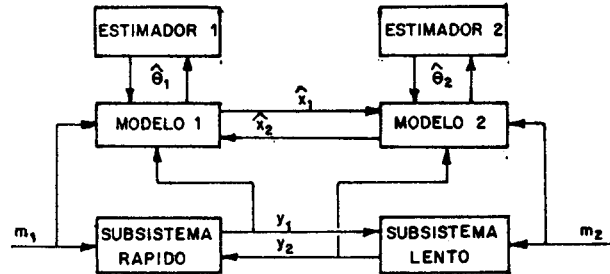 ESTIMADOR 1
ESTIMADOR 2
θ̂₁
θ̂₂
x̂₁
MODELO 1
x̂₂
MODELO 2
y₁
m₁
SUBSISTEMA
RAPIDO
y₂
SUBSISTEMA
LENTO
m₂